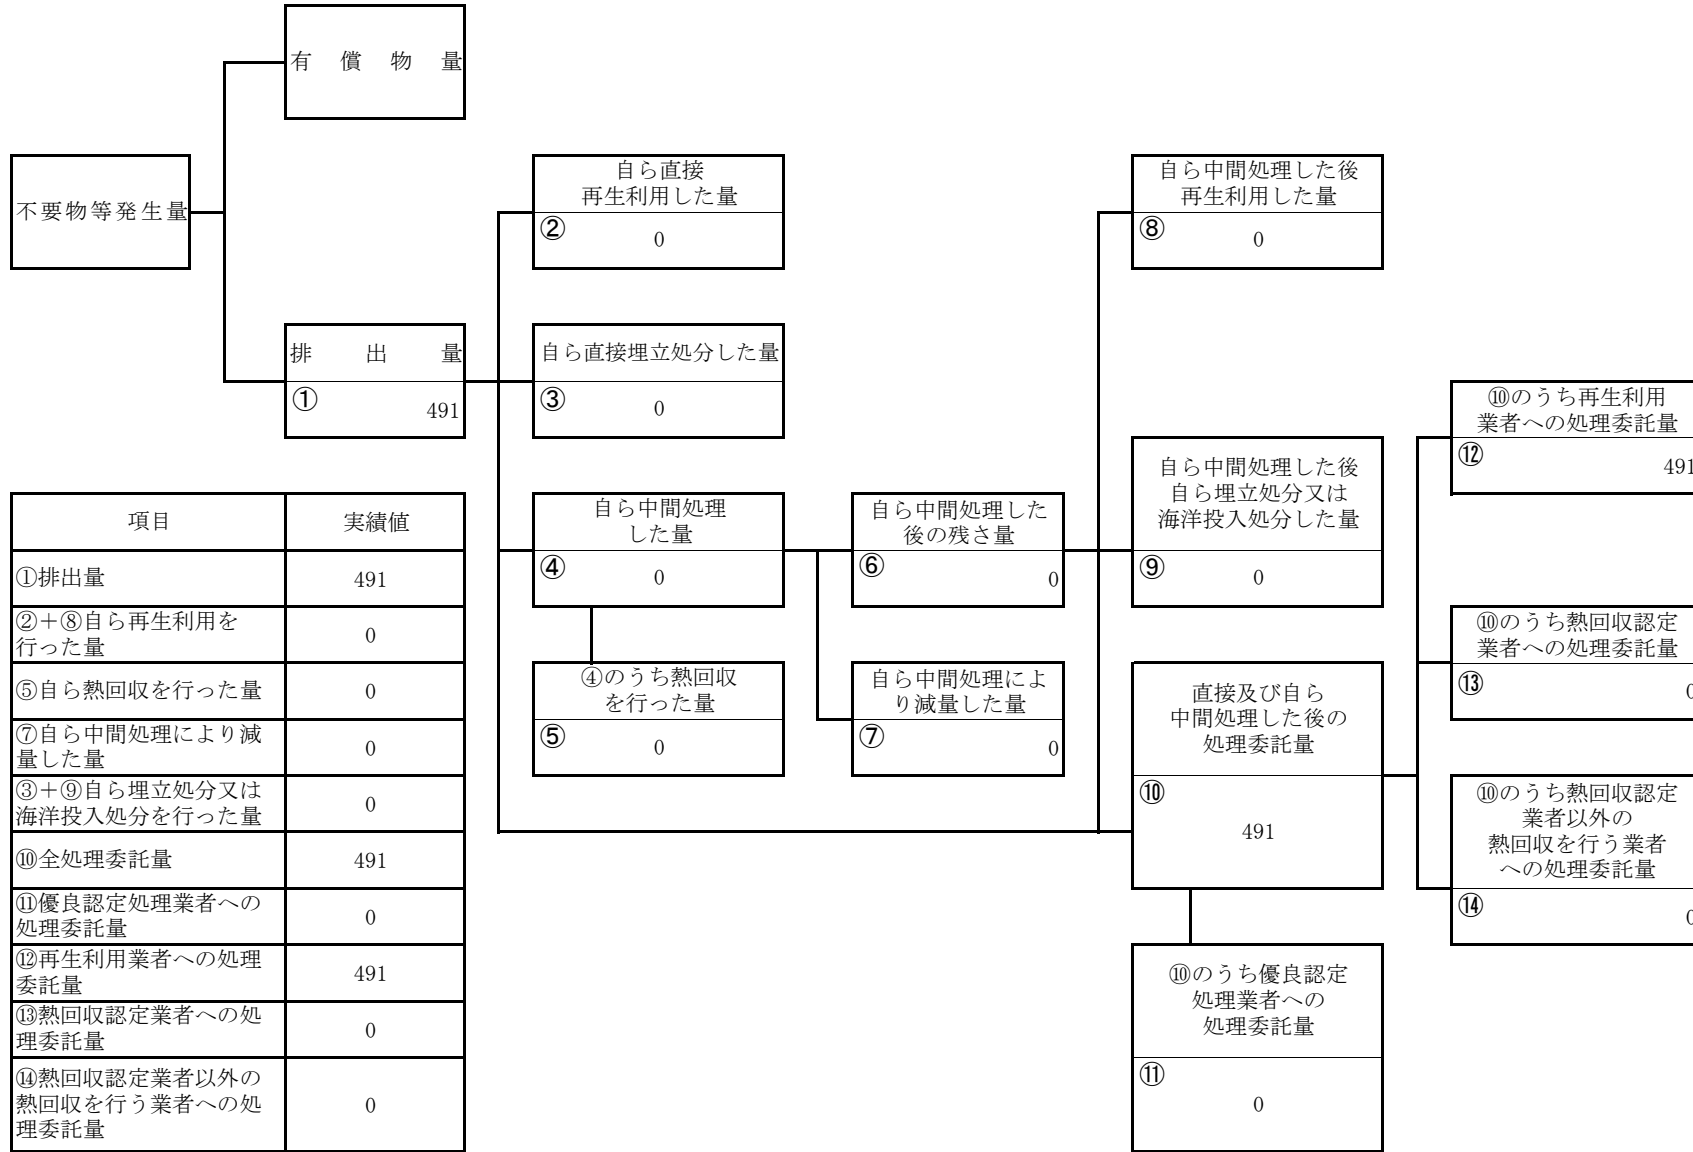 有償物量
不要物等発生量
自ら直接
再生利用した量
② 0
自ら中間処理した後
再生利用した量
⑧ 0
排出量
① 491
自ら直接埋立処分した量
③ 0
⑩のうち再生利用
業者への処理委託量
⑫ 491
自ら中間処理した後
自ら埋立処分又は
海洋投入処分した量
⑨ 0
自ら中間処理
した量
④ 0
自ら中間処理した
後の残さ量
⑥ 0
⑩のうち熱回収認定
業者への処理委託量
⑬ 0
④のうち熱回収
を行った量
⑤ 0
自ら中間処理によ
り減量した量
⑦ 0
直接及び自ら
中間処理した後の
処理委託量
⑩
491
⑩のうち熱回収認定
業者以外の
熱回収を行う業者
への処理委託量
⑭ 0
⑩のうち優良認定
処理業者への
処理委託量
⑪
0
項目 実績値
①排出量 491
②＋⑧自ら再生利用を
行った量 0
⑤自ら熱回収を行った量 0
⑦自ら中間処理により減
量した量 0
③＋⑨自ら埋立処分又は
海洋投入処分を行った量 0
⑩全処理委託量 491
⑪優良認定処理業者への
処理委託量 0
⑫再生利用業者への処理
委託量 491
⑬熱回収認定業者への処
理委託量 0
⑭熱回収認定業者以外の
熱回収を行う業者への処
理委託量 0